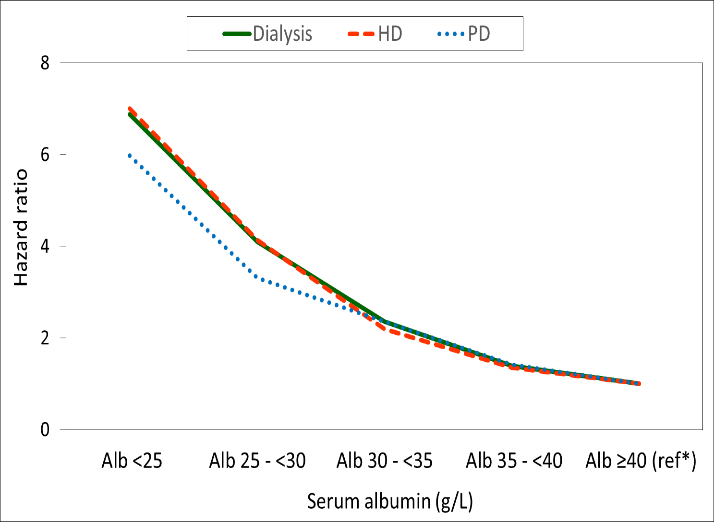 Dialysis HD PD
8
6
4
2
0
Hazard ratio
Alb <25 Alb 25 - <30 Alb 30 - <35 Alb 35 - <40 Alb ≥40 (ref*)
Serum albumin (g/L)